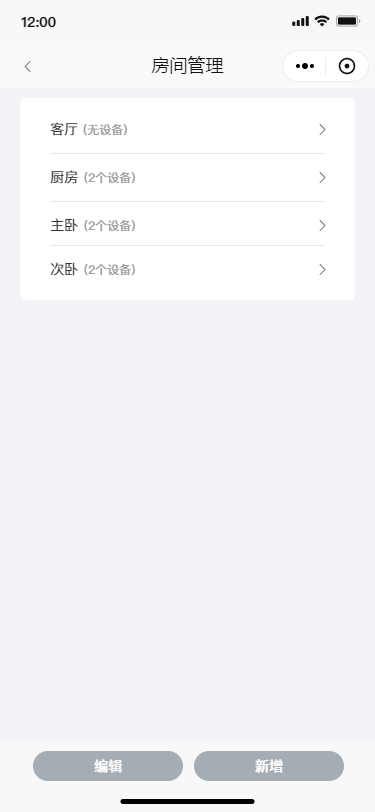 12:00
房间管理
客厅 (无设备)
厨房 (2个设备)
主卧 (2个设备)
次卧 (2个设备)
编辑 新增